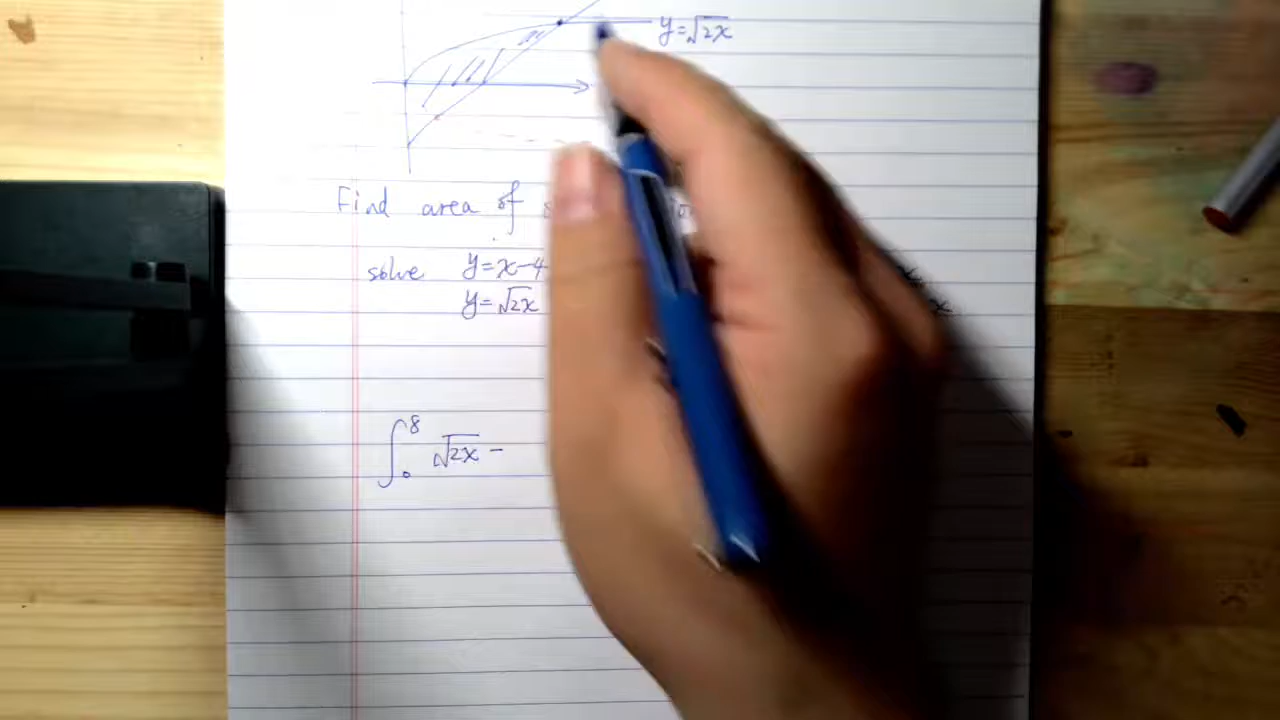 y=√2x
Find area of
solve y=x-4
y=√2x
∫₀⁸ √2x -